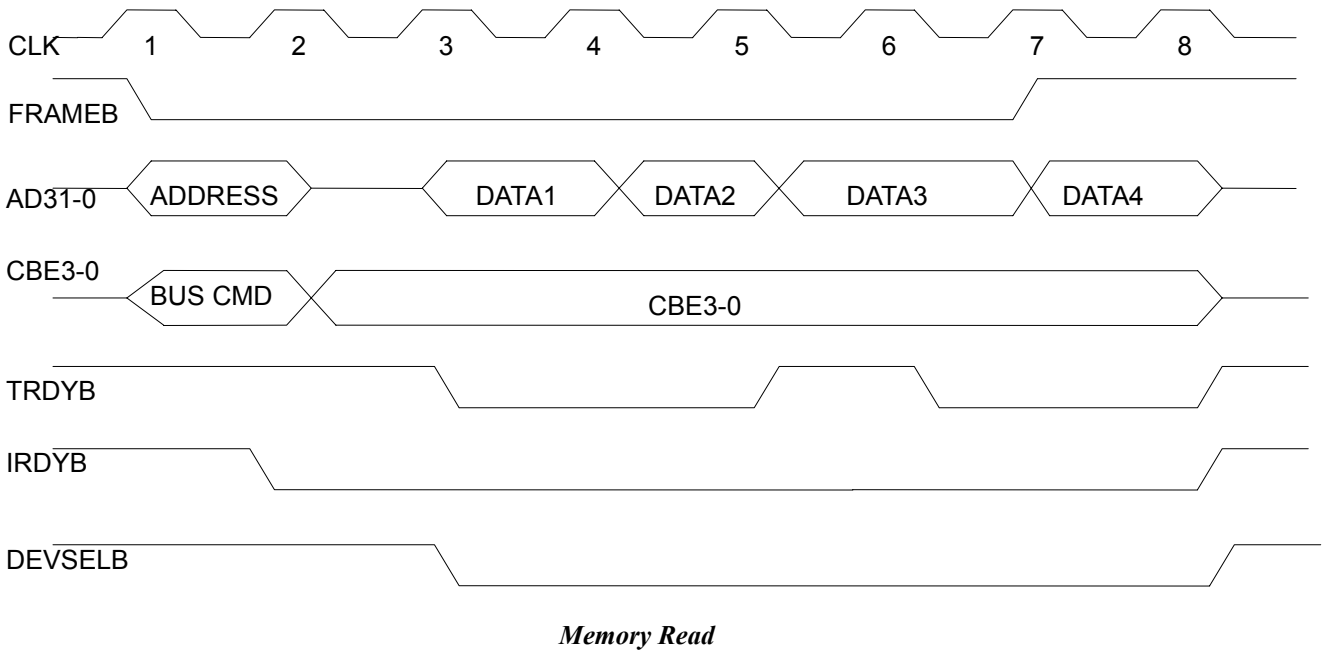 CLK 1 2 3 4 5 6 7 8
FRAMEB
AD31-0 ADDRESS DATA1 DATA2 DATA3 DATA4
CBE3-0 BUS CMD CBE3-0
TRDYB
IRDYB
DEVSELB
Memory Read